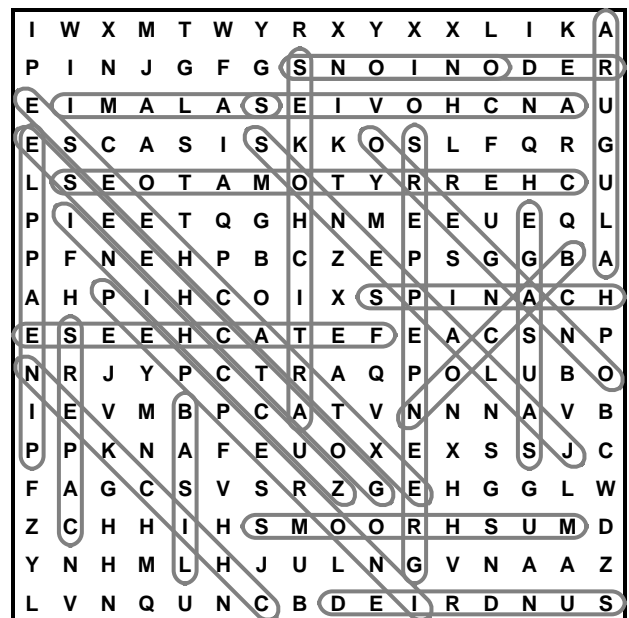 I W X M T W Y R X Y X X L I K A
P I N J G F G S N O I N O D E R
E I M A L A S E I V O H C N A U
E S C A S I S K K O S L F Q R G
L S E O T A M O T Y R R E H C U
P I E E T Q G H N M E E U E Q L
P F N E H P B C Z E P S G G B A
A H P I H C O I X S P I N A C H
E S E E H C A T E F E A C S N P
N R J Y P C T R A Q P O L U B O
I E V M B P C A T V N N N A V B
P P K N A F E U O X E X S S J C
F A G C S V S R Z G E H G G L W
Z C H H I H S M O O R H S U M D
Y N H M L H J U L N G V N A A Z
L V N Q U N C B D E I R D N U S